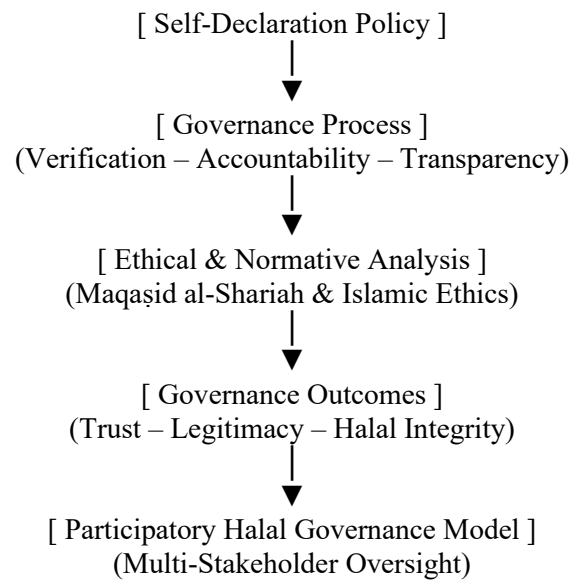 [ Self-Declaration Policy ]
[ Governance Process ]
(Verification – Accountability – Transparency)
[ Ethical & Normative Analysis ]
(Maqaṣid al-Shariah & Islamic Ethics)
[ Governance Outcomes ]
(Trust – Legitimacy – Halal Integrity)
[ Participatory Halal Governance Model ]
(Multi-Stakeholder Oversight)